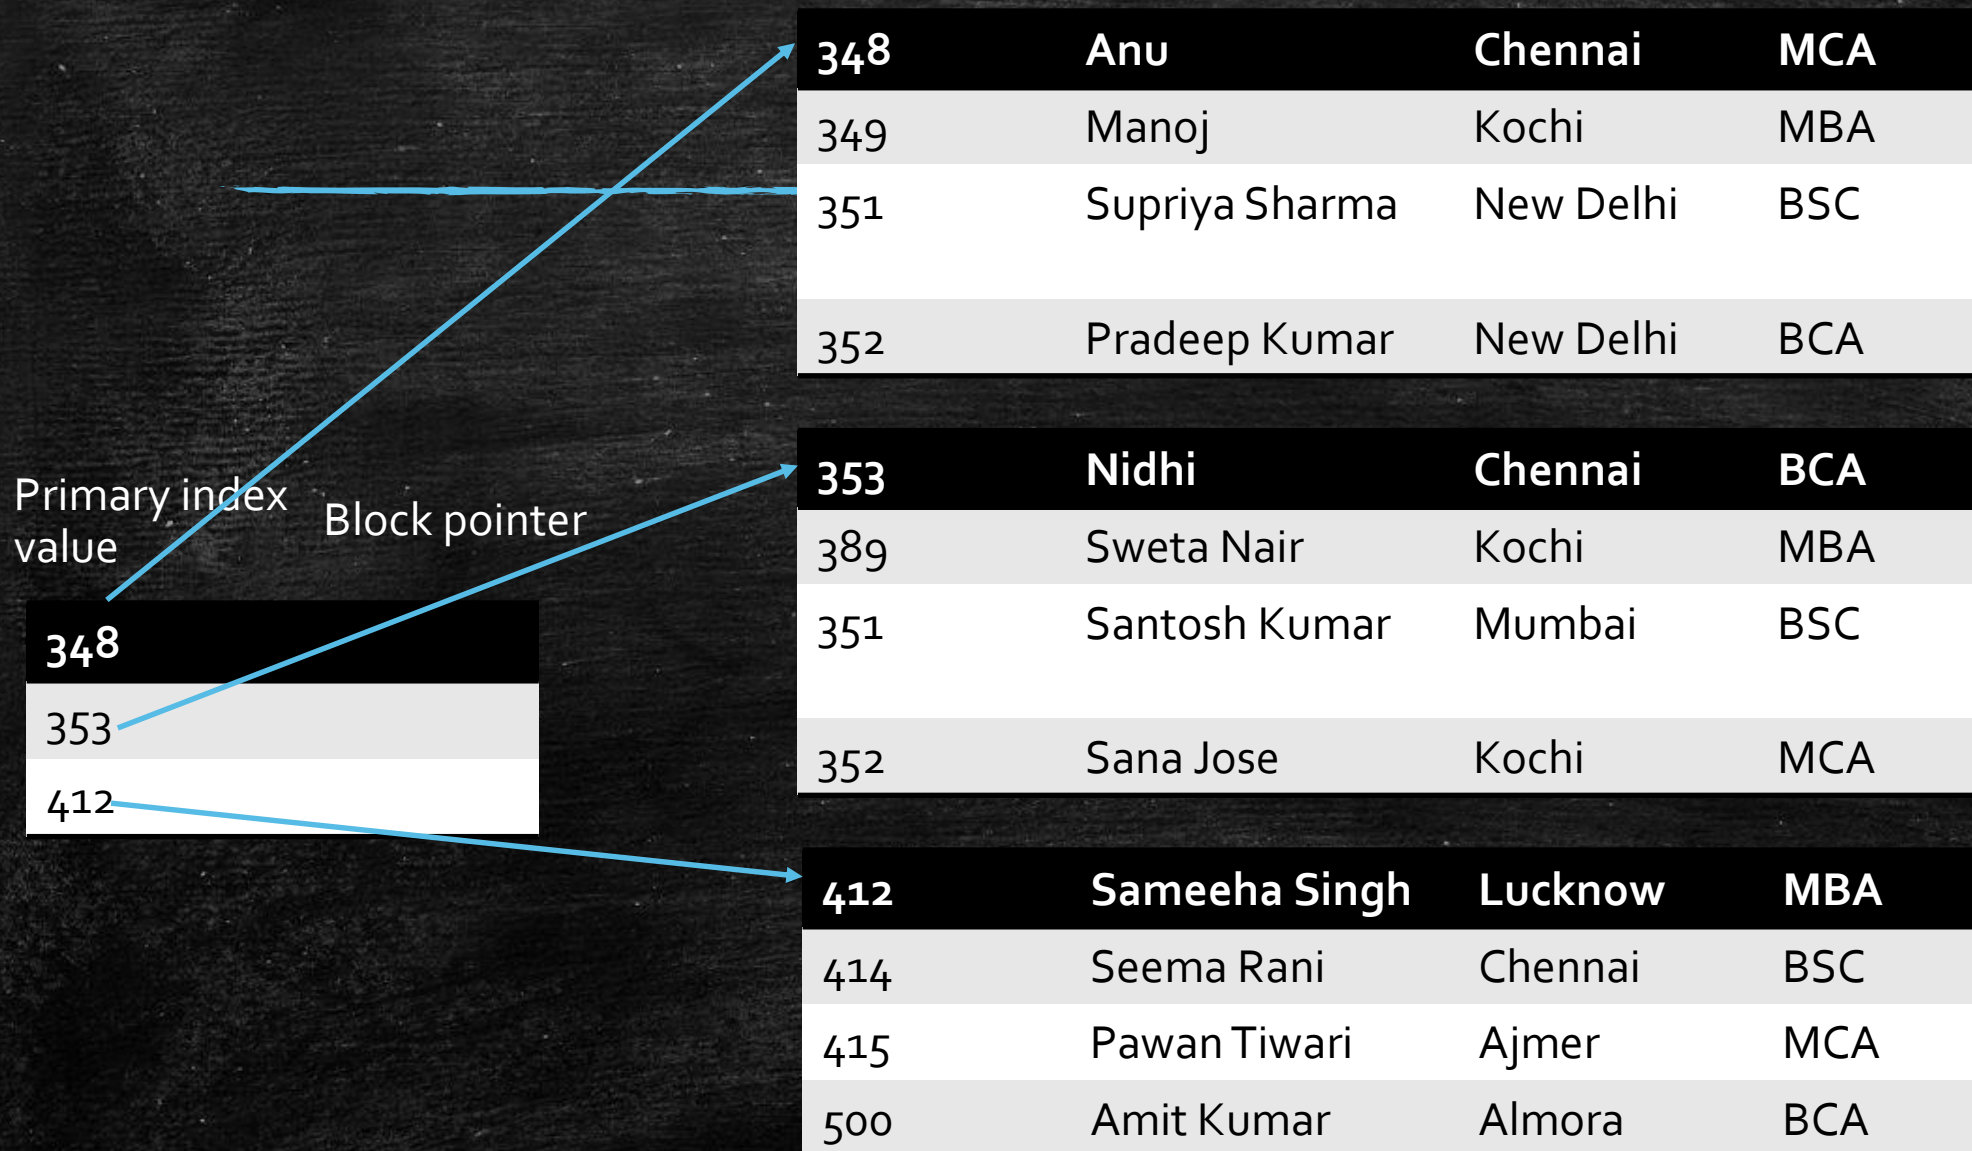 348 Anu Chennai MCA
349 Manoj Kochi MBA
351 Supriya Sharma New Delhi BSC
352 Pradeep Kumar New Delhi BCA
Primary index
value
Block pointer
348
353
412
353 Nidhi Chennai BCA
389 Sweta Nair Kochi MBA
351 Santosh Kumar Mumbai BSC
352 Sana Jose Kochi MCA
412 Sameeha Singh Lucknow MBA
414 Seema Rani Chennai BSC
415 Pawan Tiwari Ajmer MCA
500 Amit Kumar Almora BCA